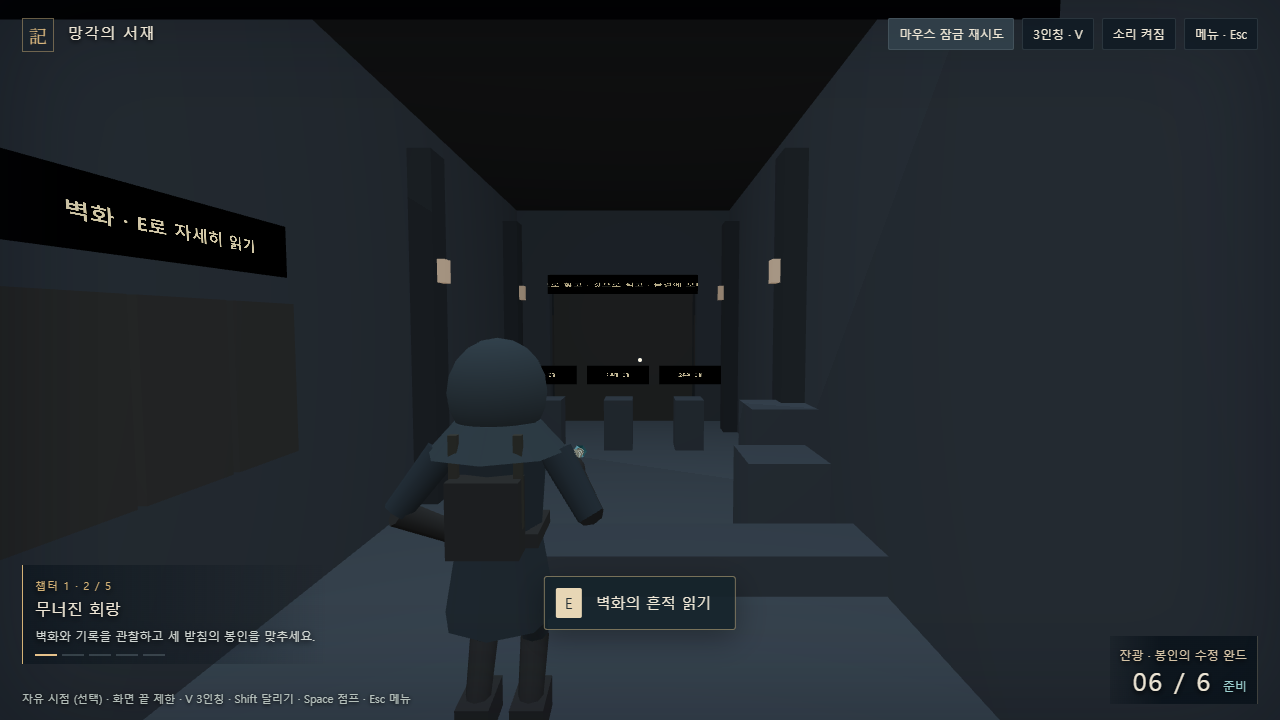 記 망각의 서재
마우스 잠금 재시도
3인칭 · V
소리 켜짐
메뉴 · Esc
벽화 · E로 자세히 읽기
E 벽화의 흔적 읽기
챕터 1 · 2 / 5
무너진 회랑
벽화와 기록을 관찰하고 세 받침의 봉인을 맞추세요.
자유 시점 (선택) · 화면 끝 제한 · V 3인칭 · Shift 달리기 · Space 점프 · Esc 메뉴
잔광 · 봉인의 수정 완드
06 / 6 준비